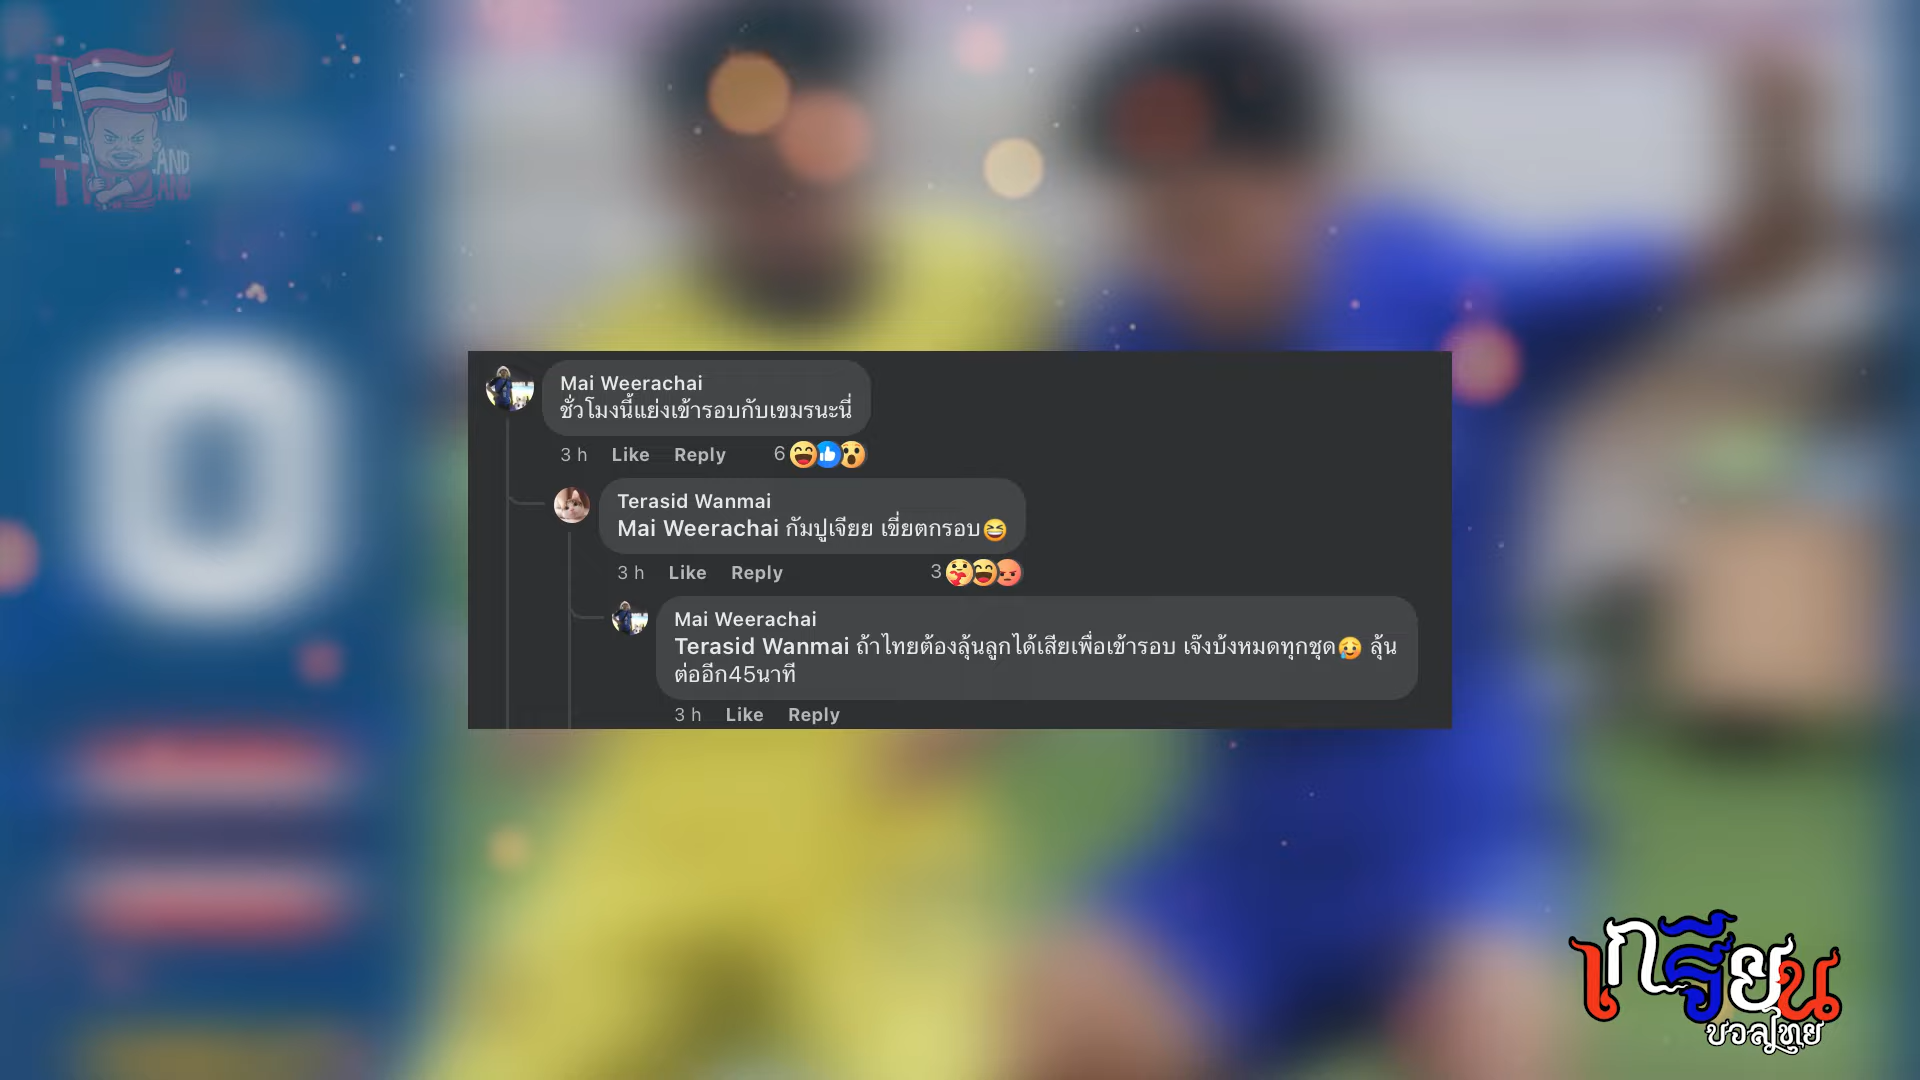 Mai Weerachai
ชั่วโมงนี้แย่งเข้ารอบกับเขมรนะนี่
3 h Like Reply 6
Terasid Wanmai
Mai Weerachai กัมปูเจียย เขี่ยตกรอบ😆
3 h Like Reply 3
Mai Weerachai
Terasid Wanmai ถ้าไทยต้องลุ้นลูกได้เสียเพื่อเข้ารอบ เจ๊งบ้งหมดทุกชุด🥲 ลุ้น
ต่ออีก45นาที
3 h Like Reply
เกรียน
บอลไทย